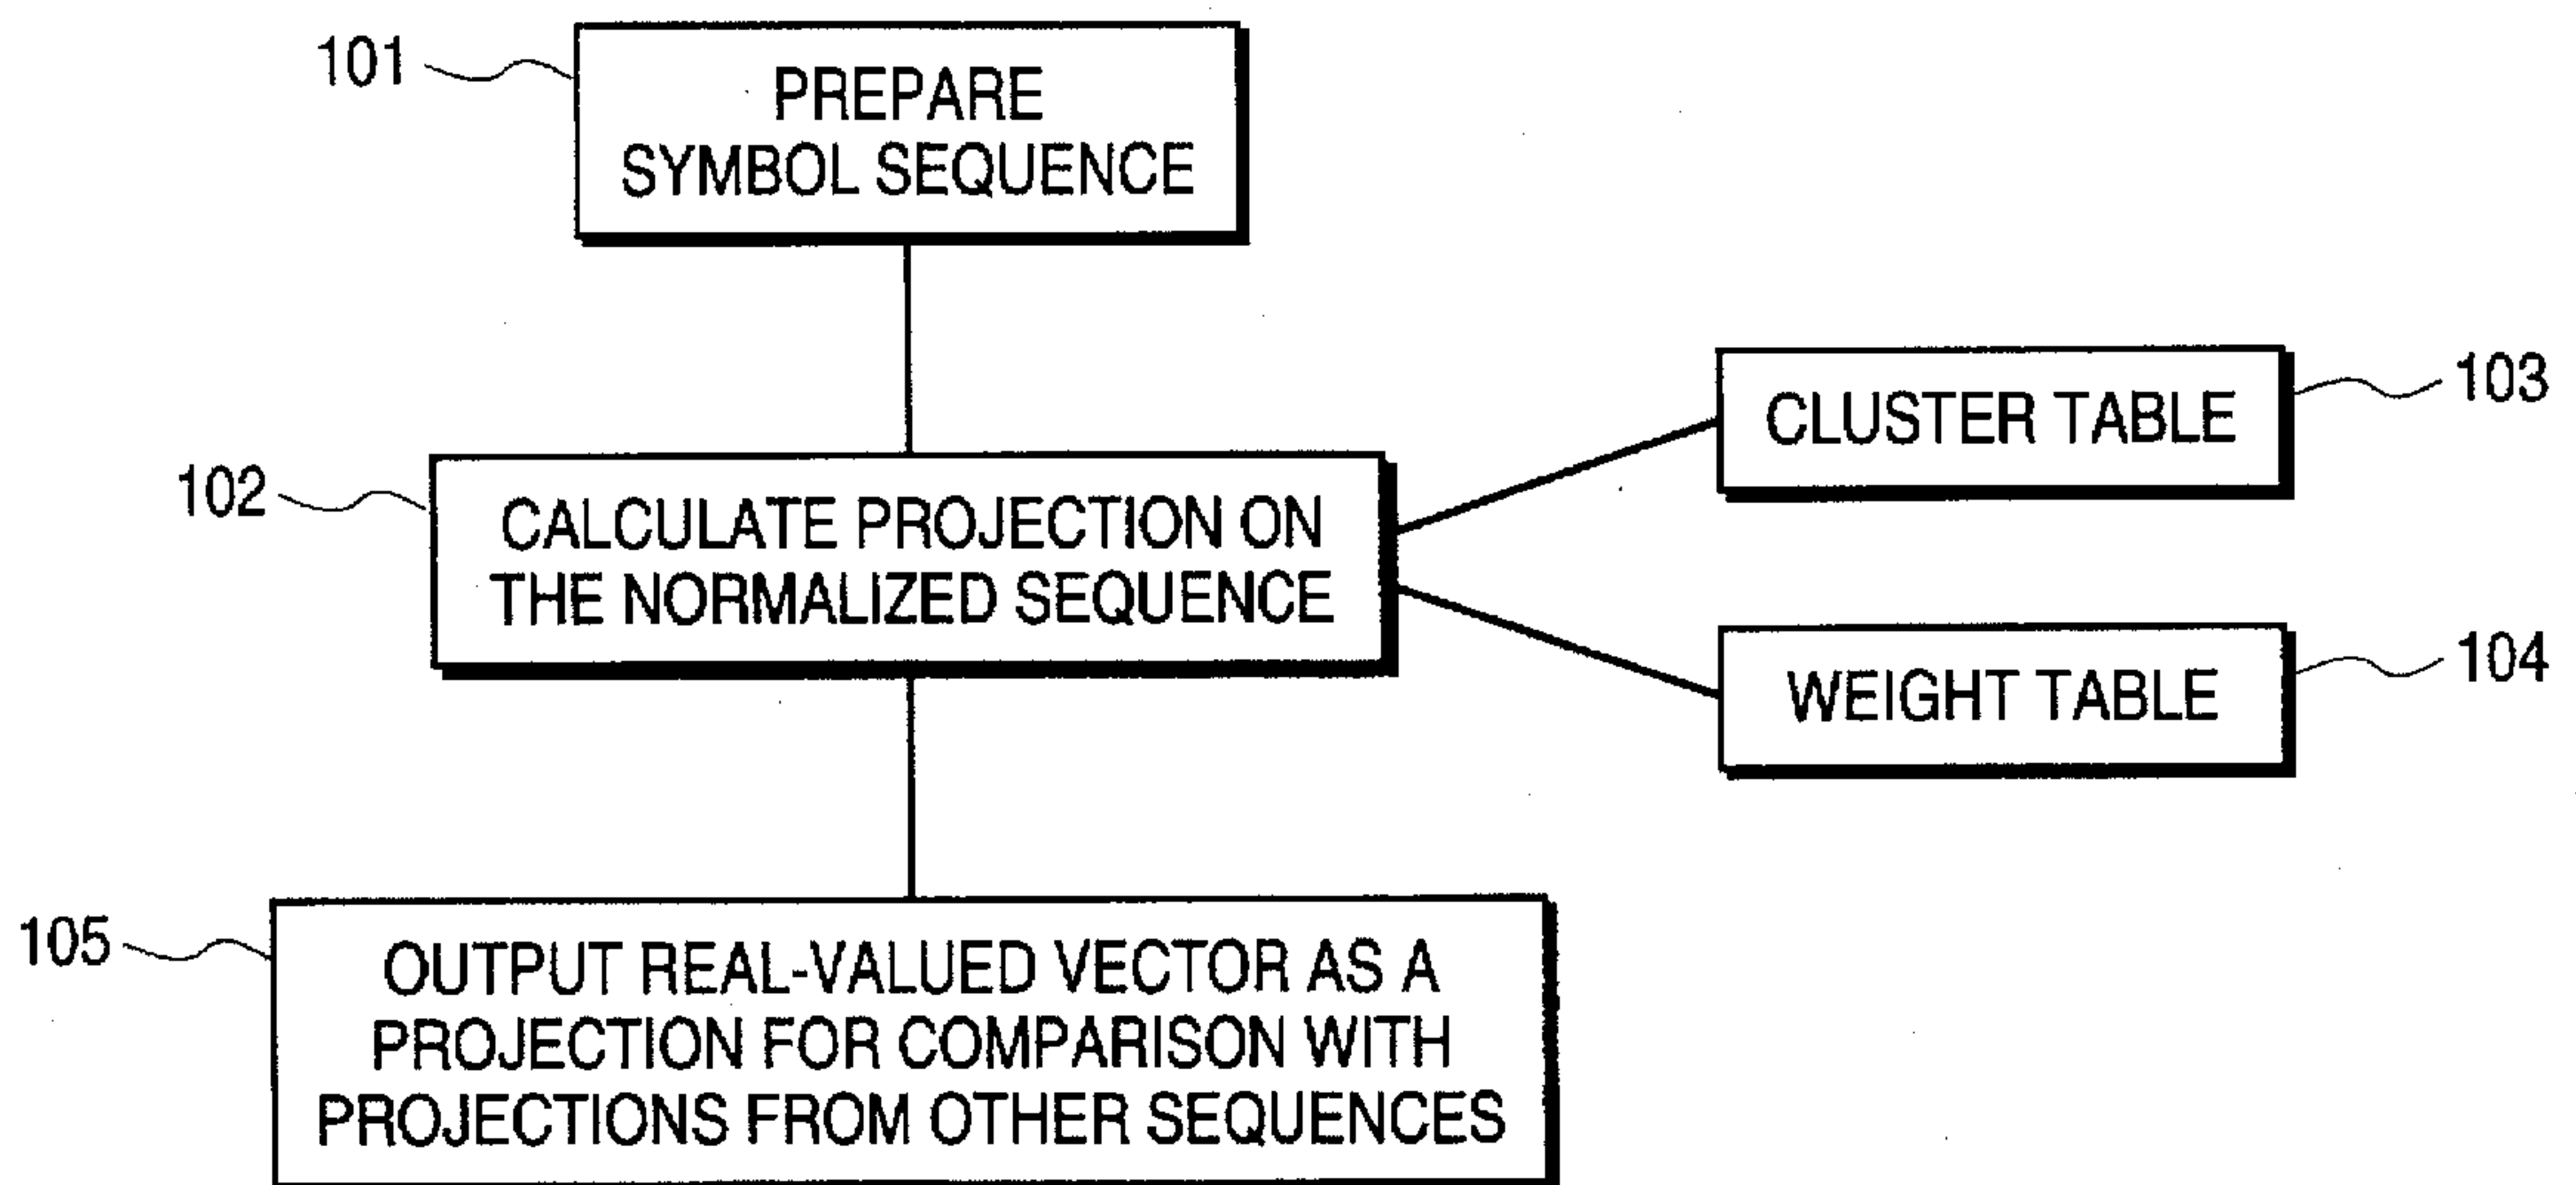 101
PREPARE
SYMBOL SEQUENCE
103
CLUSTER TABLE
102
CALCULATE PROJECTION ON
THE NORMALIZED SEQUENCE
104
WEIGHT TABLE
105
OUTPUT REAL-VALUED VECTOR AS A
PROJECTION FOR COMPARISON WITH
PROJECTIONS FROM OTHER SEQUENCES